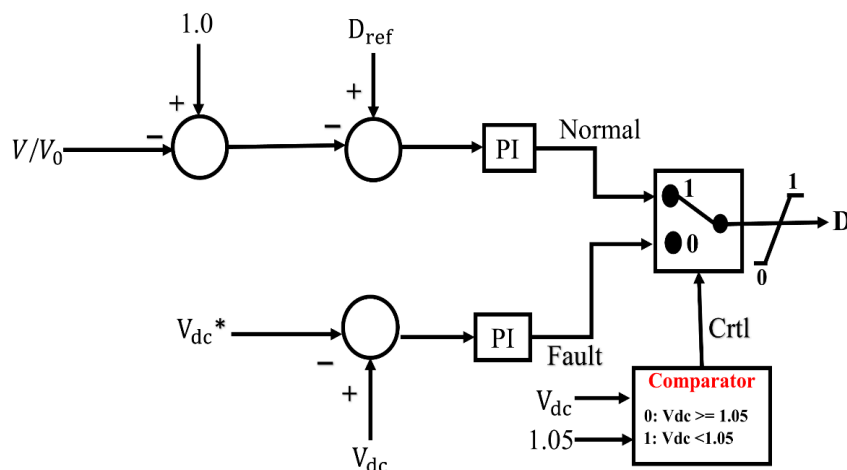 1.0
D_ref
+
−
V/V₀
+
−
PI
Normal
1
0
1
0
D
V_dc*
−
+
V_dc
PI
Fault
Crtl
Comparator
0: Vdc >= 1.05
1: Vdc <1.05
V_dc
1.05